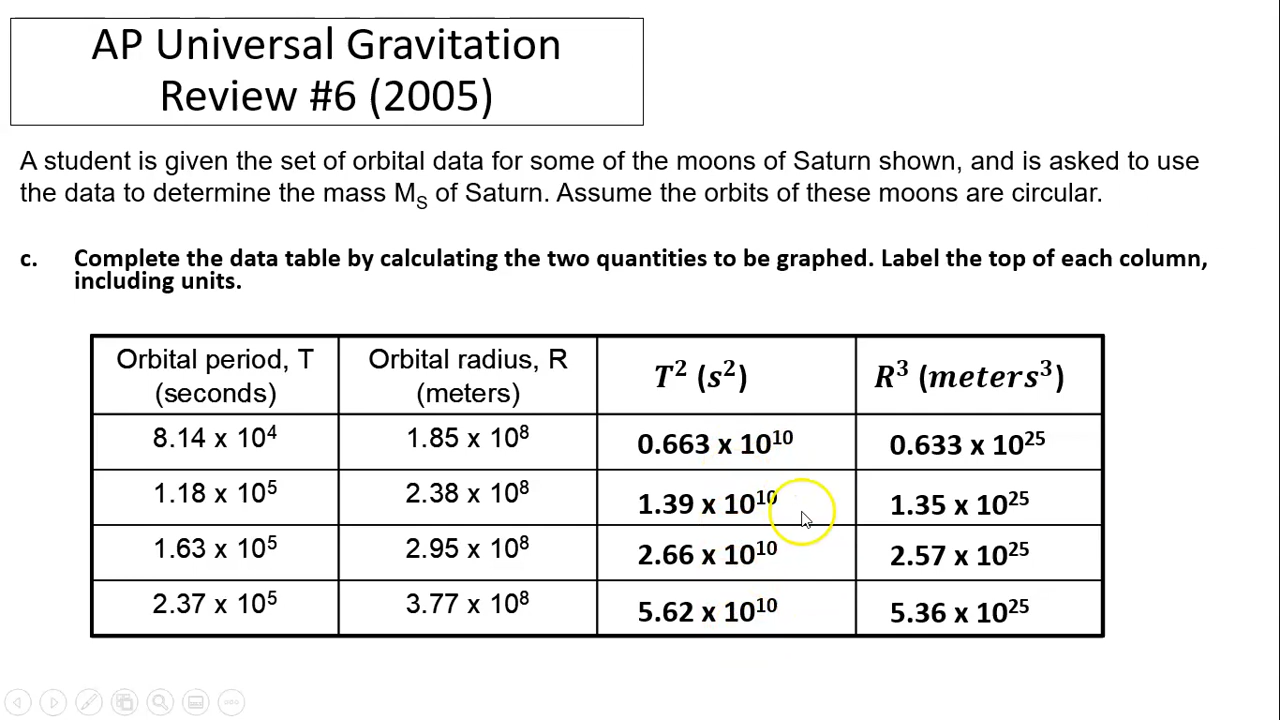 AP Universal Gravitation
Review #6 (2005)
A student is given the set of orbital data for some of the moons of Saturn shown, and is asked to use
the data to determine the mass M_S of Saturn. Assume the orbits of these moons are circular.
c. Complete the data table by calculating the two quantities to be graphed. Label the top of each column,
including units.
Orbital period, T (seconds) Orbital radius, R (meters) T² (s²) R³ (meters³)
8.14 x 10⁴ 1.85 x 10⁸ 0.663 x 10¹⁰ 0.633 x 10²⁵
1.18 x 10⁵ 2.38 x 10⁸ 1.39 x 10¹⁰ 1.35 x 10²⁵
1.63 x 10⁵ 2.95 x 10⁸ 2.66 x 10¹⁰ 2.57 x 10²⁵
2.37 x 10⁵ 3.77 x 10⁸ 5.62 x 10¹⁰ 5.36 x 10²⁵